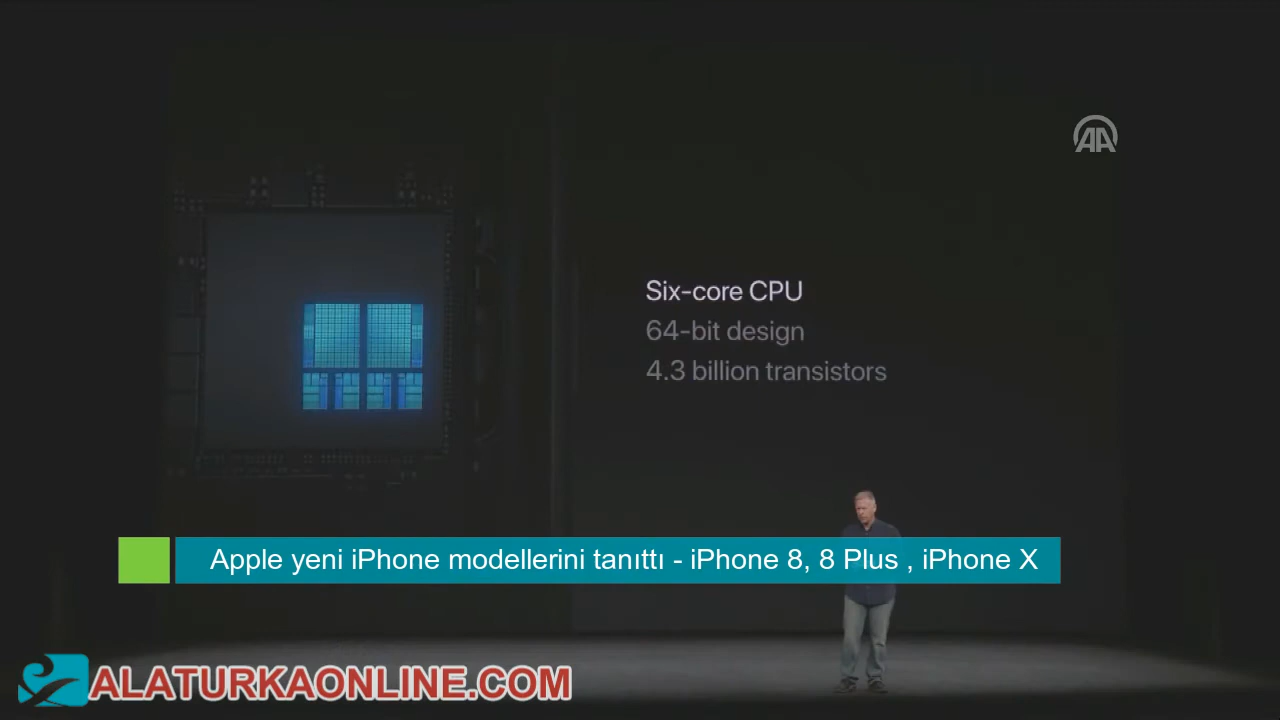 AA
Six-core CPU
64-bit design
4.3 billion transistors
Apple yeni iPhone modellerini tanıttı - iPhone 8, 8 Plus , iPhone X
ALATURKAONLINE.COM